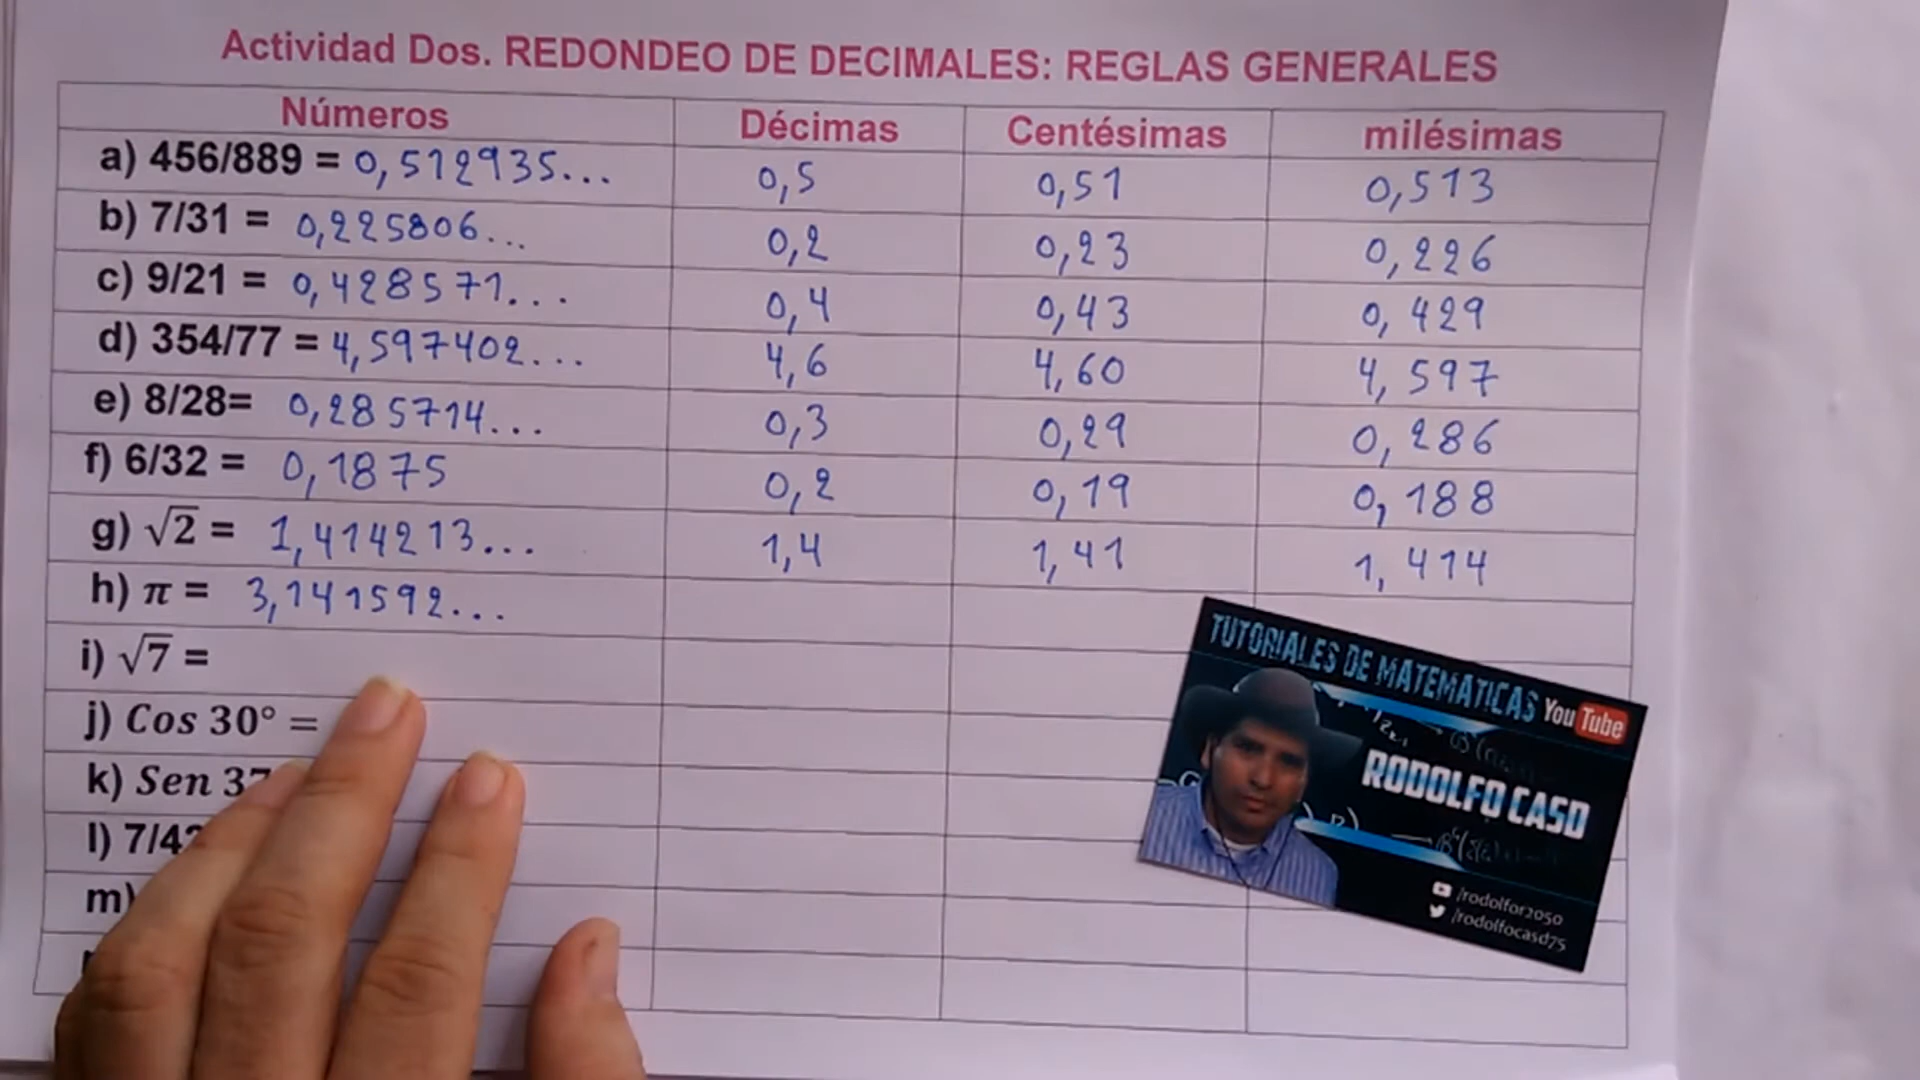 Actividad Dos. REDONDEO DE DECIMALES: REGLAS GENERALES
Números Décimas Centésimas milésimas
a) 456/889 = 0,512935... 0,5 0,51 0,513
b) 7/31 = 0,225806... 0,2 0,23 0,226
c) 9/21 = 0,428571... 0,4 0,43 0,429
d) 354/77 = 4,597402... 4,6 4,60 4,597
e) 8/28= 0,285714... 0,3 0,29 0,286
f) 6/32 = 0,1875 0,2 0,19 0,188
g) √2 = 1,414213... 1,4 1,41 1,414
h) π = 3,141592...
i) √7 =
j) Cos 30° =
k) Sen
l)
m)
TUTORIALES DE MATEMATICAS YouTube
RODOLFO CASD
/rodolfor2050
/rodolfocasd75